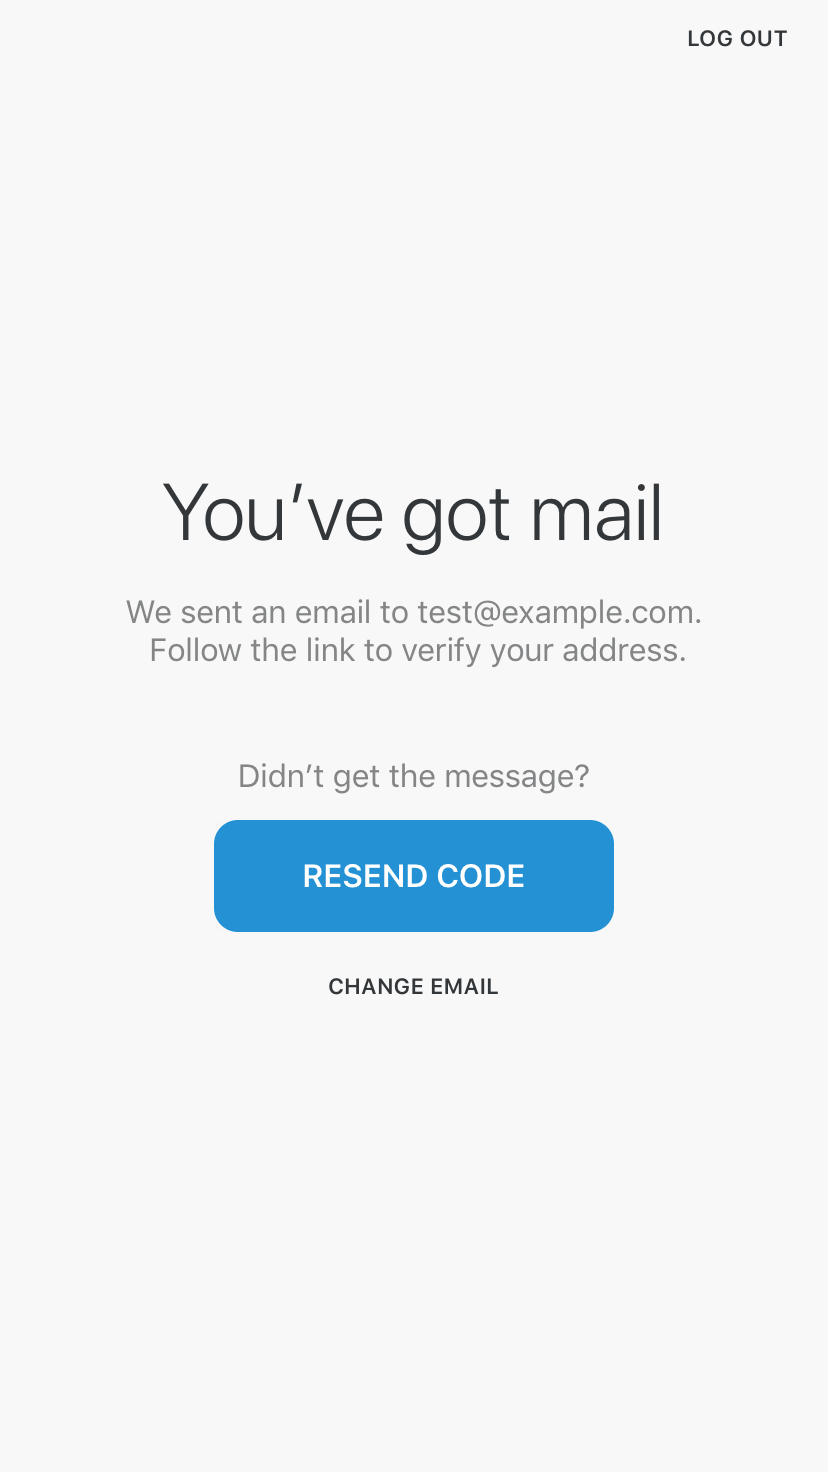 LOG OUT
You’ve got mail
We sent an email to test@example.com.
Follow the link to verify your address.
Didn’t get the message?
RESEND CODE
CHANGE EMAIL